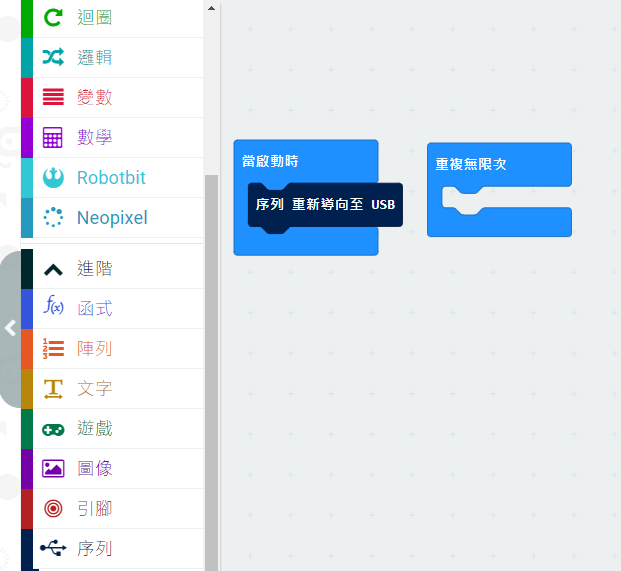 迴圈
邏輯
變數
數學
Robotbit
Neopixel
進階
函式
陣列
文字
遊戲
圖像
引腳
序列
當啟動時
序列 重新導向至 USB
重複無限次